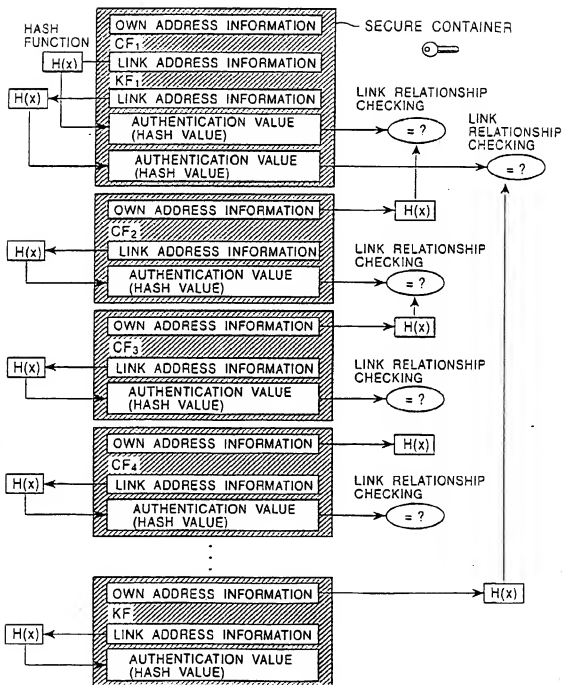 HASH
FUNCTION
OWN ADDRESS INFORMATION
SECURE CONTAINER
CF1
H(x)
LINK ADDRESS INFORMATION
KF1
H(x)
LINK ADDRESS INFORMATION
LINK RELATIONSHIP
CHECKING
AUTHENTICATION VALUE
(HASH VALUE)
= ?
LINK
RELATIONSHIP
CHECKING
AUTHENTICATION VALUE
(HASH VALUE)
= ?
OWN ADDRESS INFORMATION
H(x)
CF2
H(x)
LINK ADDRESS INFORMATION
LINK RELATIONSHIP
CHECKING
AUTHENTICATION VALUE
(HASH VALUE)
= ?
OWN ADDRESS INFORMATION
H(x)
CF3
H(x)
LINK ADDRESS INFORMATION
LINK RELATIONSHIP
CHECKING
AUTHENTICATION VALUE
(HASH VALUE)
= ?
OWN ADDRESS INFORMATION
H(x)
CF4
H(x)
LINK ADDRESS INFORMATION
LINK RELATIONSHIP
CHECKING
AUTHENTICATION VALUE
(HASH VALUE)
= ?
OWN ADDRESS INFORMATION
H(x)
KF
H(x)
LINK ADDRESS INFORMATION
AUTHENTICATION VALUE
(HASH VALUE)